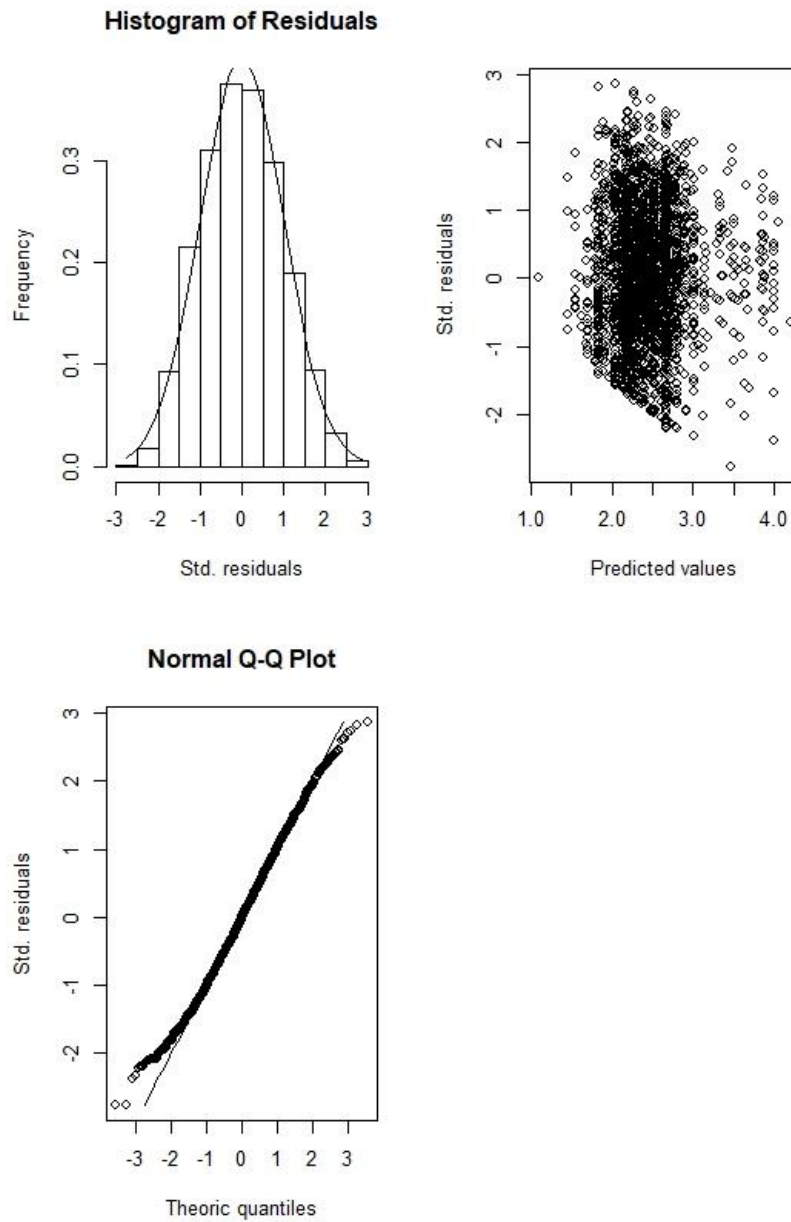 Histogram of Residuals
Frequency
0.0 0.1 0.2 0.3
-3 -2 -1 0 1 2 3
Std. residuals
Std. residuals
-2 -1 0 1 2 3
1.0 2.0 3.0 4.0
Predicted values
Normal Q-Q Plot
Std. residuals
-2 -1 0 1 2 3
-3 -2 -1 0 1 2 3
Theoric quantiles